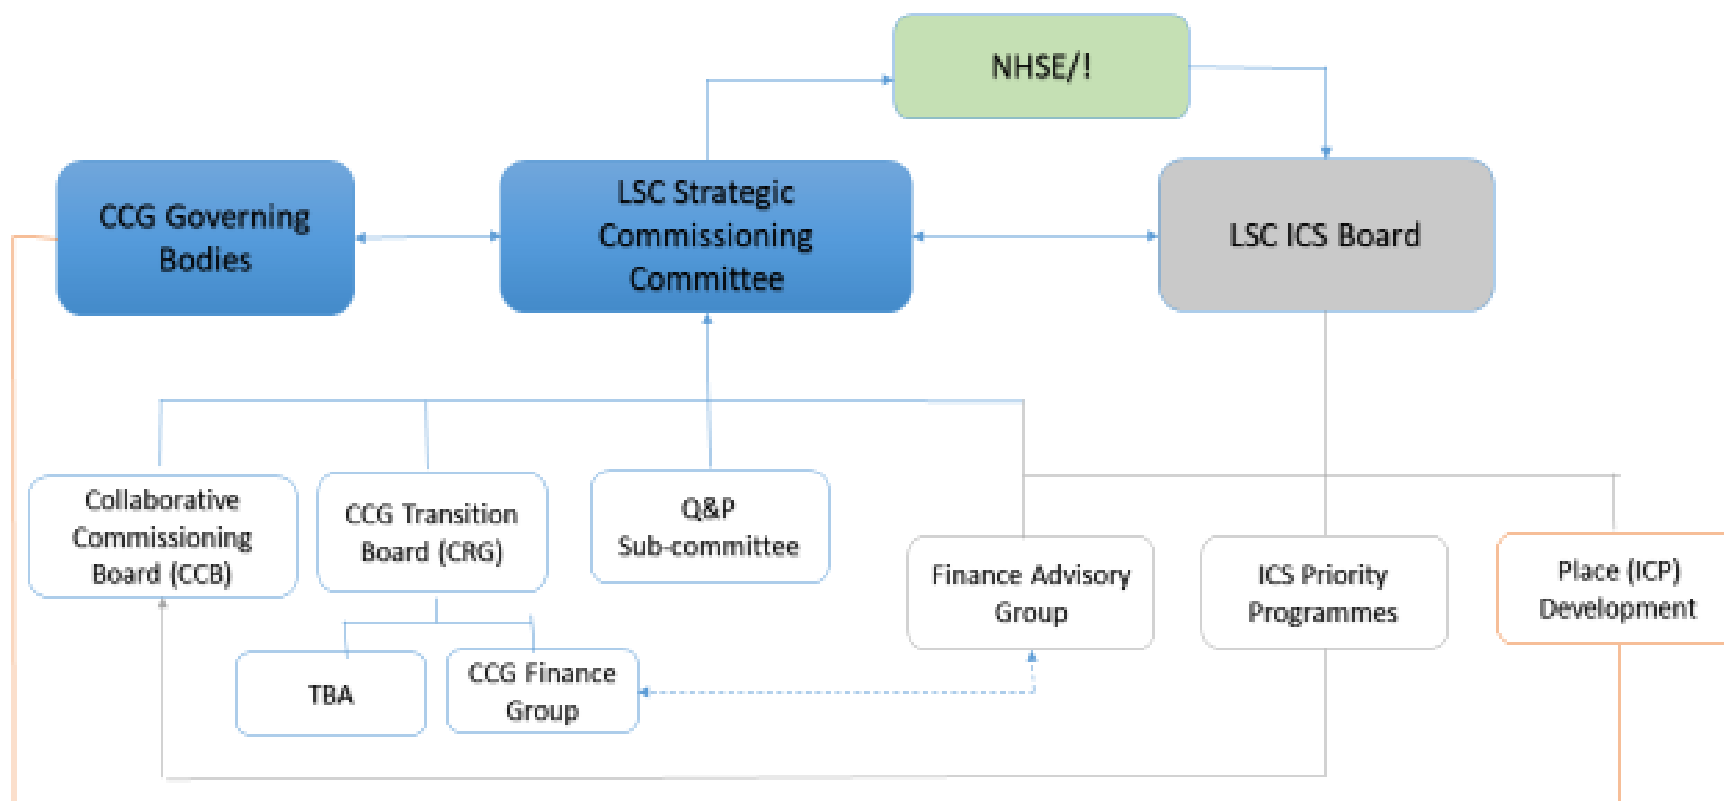 NHSE/!
CCG Governing
Bodies
LSC Strategic
Commissioning
Committee
LSC ICS Board
Collaborative
Commissioning
Board (CCB)
CCG Transition
Board (CRG)
Q&P
Sub-committee
Finance Advisory
Group
ICS Priority
Programmes
Place (ICP)
Development
TBA
CCG Finance
Group